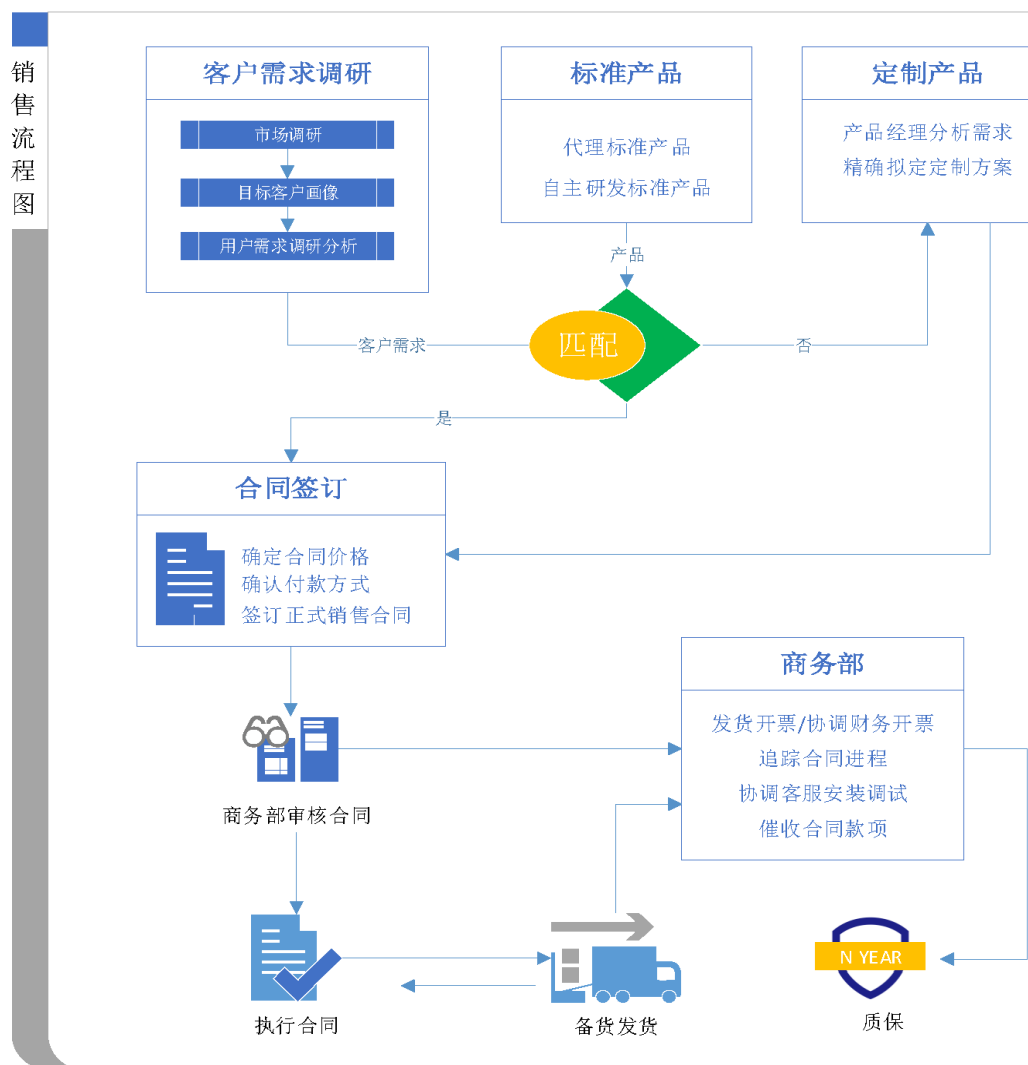 销售流程图
客户需求调研
市场调研
目标客户画像
用户需求调研分析
标准产品
代理标准产品
自主研发标准产品
定制产品
产品经理分析需求
精确拟定定制方案
产品
客户需求
匹配
否
是
合同签订
确定合同价格
确认付款方式
签订正式销售合同
商务部
发货开票/协调财务开票
追踪合同进程
协调客服安装调试
催收合同款项
商务部审核合同
执行合同
备货发货
N YEAR
质保